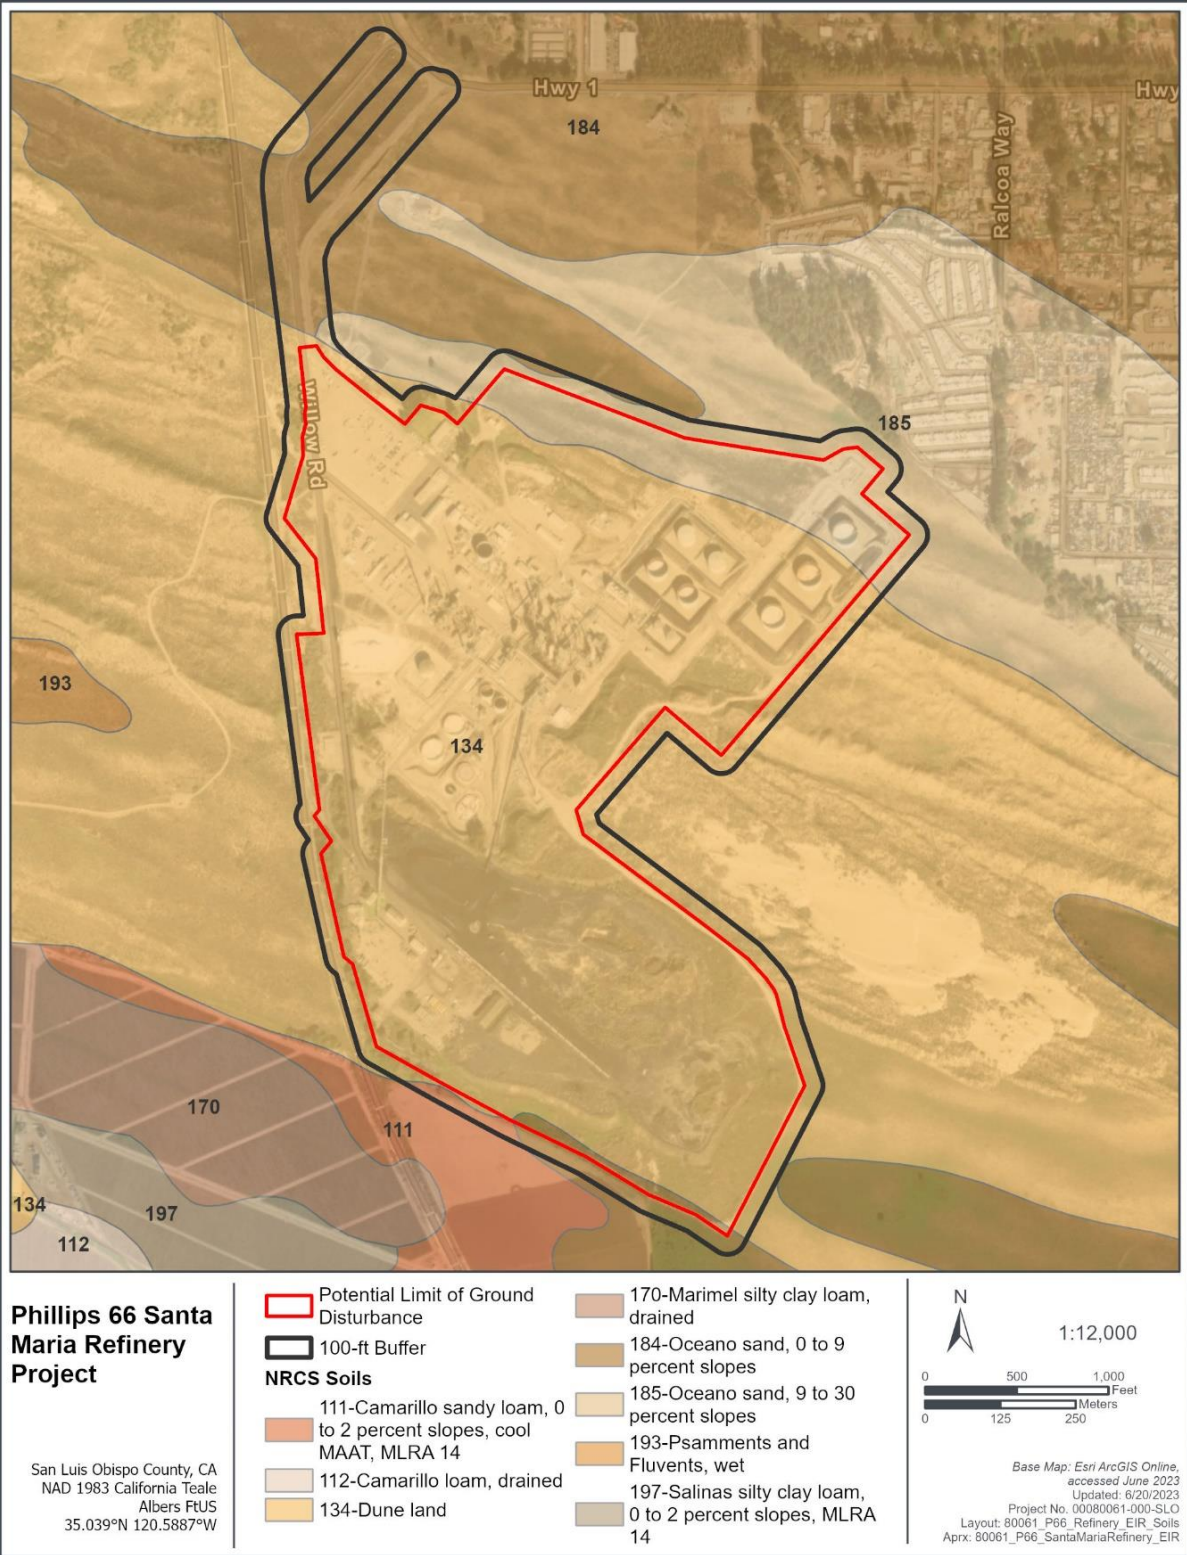 Hwy 1
Hwy
184
Ralcoa Way
185
Willow Rd
193
134
170
111
134
197
112
Phillips 66 Santa
Maria Refinery
Project
San Luis Obispo County, CA
NAD 1983 California Teale
Albers FtUS
35.039°N 120.5887°W
Potential Limit of Ground
Disturbance
100-ft Buffer
NRCS Soils
111-Camarillo sandy loam, 0
to 2 percent slopes, cool
MAAT, MLRA 14
112-Camarillo loam, drained
134-Dune land
170-Marimel silty clay loam,
drained
184-Oceano sand, 0 to 9
percent slopes
185-Oceano sand, 9 to 30
percent slopes
193-Psamments and
Fluvents, wet
197-Salinas silty clay loam,
0 to 2 percent slopes, MLRA
14
N
1:12,000
0 500 1,000
Feet
Meters
0 125 250
Base Map: Esri ArcGIS Online,
accessed June 2023
Updated: 6/20/2023
Project No. 00080061-000-SLO
Layout: 80061_P66_Refinery_EIR_Soils
Aprx: 80061_P66_SantaMariaRefinery_EIR